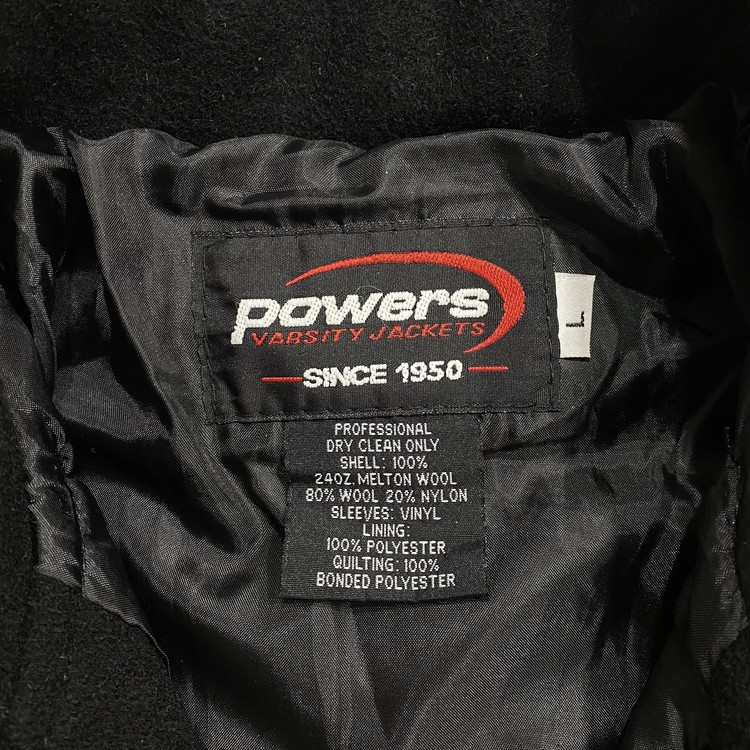 powers
VARSITY JACKETS
SINCE 1950
PROFESSIONAL
DRY CLEAN ONLY
SHELL: 100%
24OZ. MELTON WOOL
80% WOOL 20% NYLON
SLEEVES: VINYL
LINING:
100% POLYESTER
QUILTING: 100%
BONDED POLYESTER